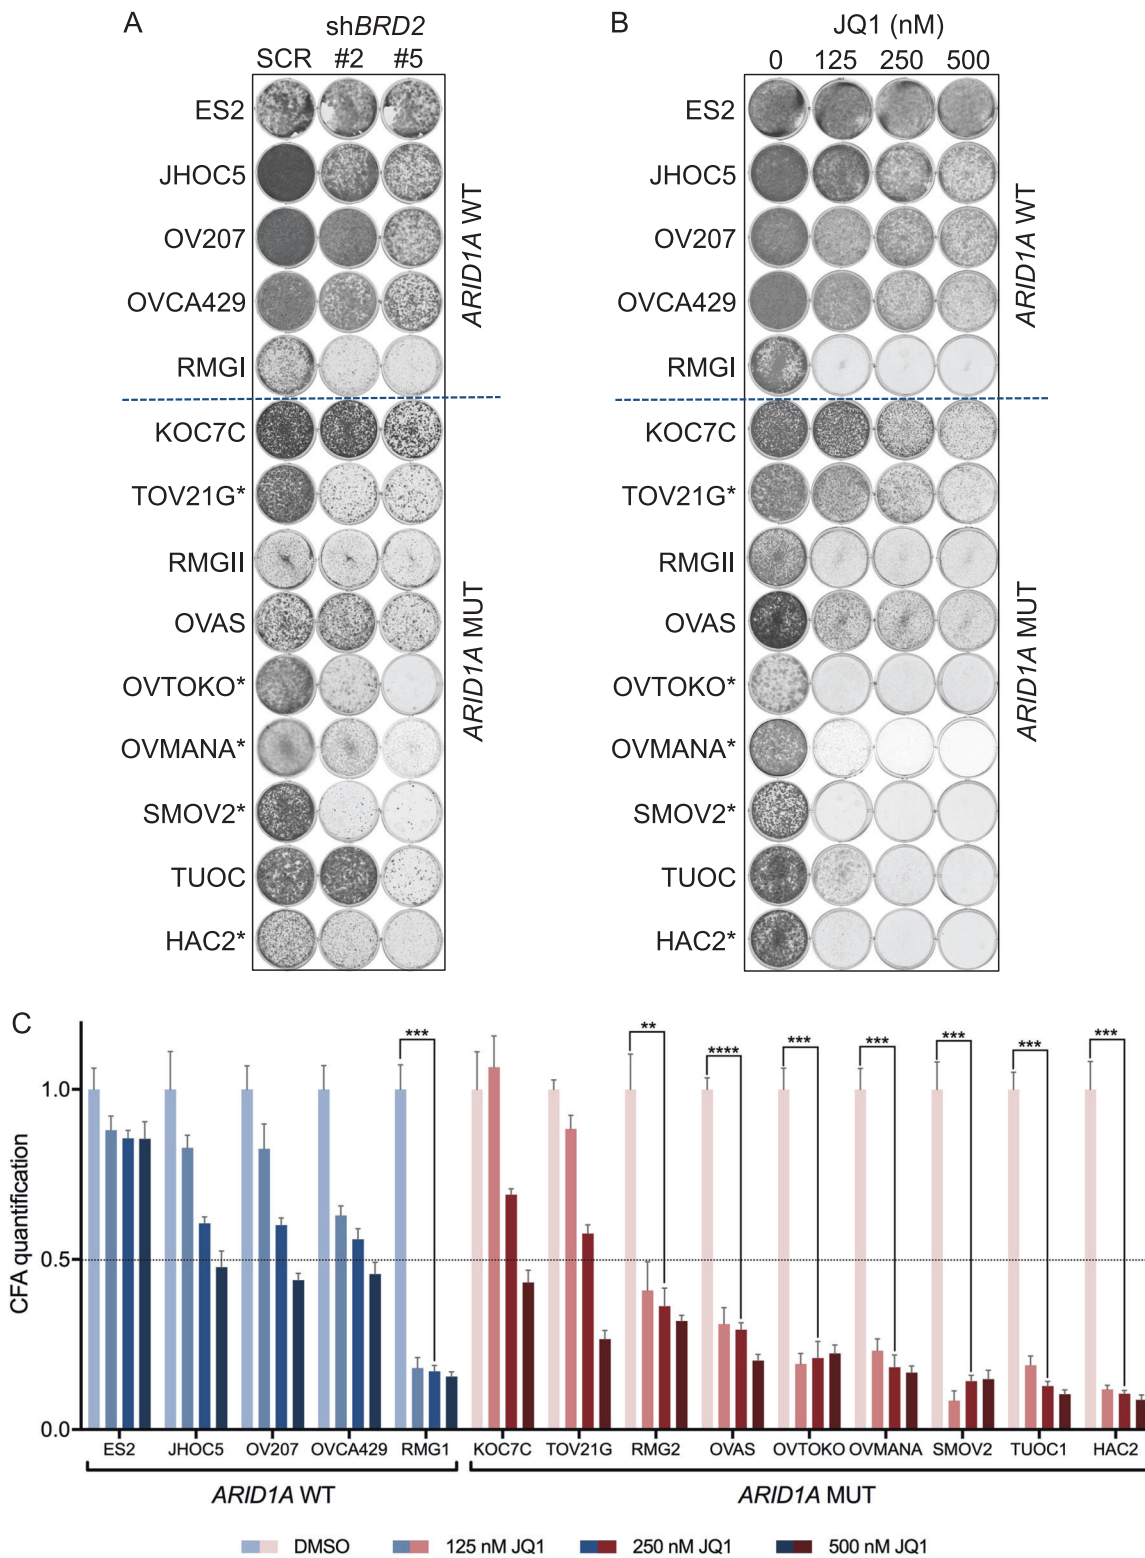 A
shBRD2
SCR #2 #5
ES2
JHOC5
OV207
OVCA429
RMGI
KOC7C
TOV21G*
RMGII
OVAS
OVTOKO*
OVMANA*
SMOV2*
TUOC
HAC2*
ARID1A WT
ARID1A MUT
B
JQ1 (nM)
0 125 250 500
ES2
JHOC5
OV207
OVCA429
RMGI
KOC7C
TOV21G*
RMGII
OVAS
OVTOKO*
OVMANA*
SMOV2*
TUOC
HAC2*
ARID1A WT
ARID1A MUT
C
CFA quantification
1.0
0.5
0.0
*** ** **** *** *** *** *** ***
ES2 JHOC5 OV207 OVCA429 RMG1 KOC7C TOV21G RMG2 OVAS OVTOKO OVMANA SMOV2 TUOC1 HAC2
ARID1A WT ARID1A MUT
DMSO 125 nM JQ1 250 nM JQ1 500 nM JQ1